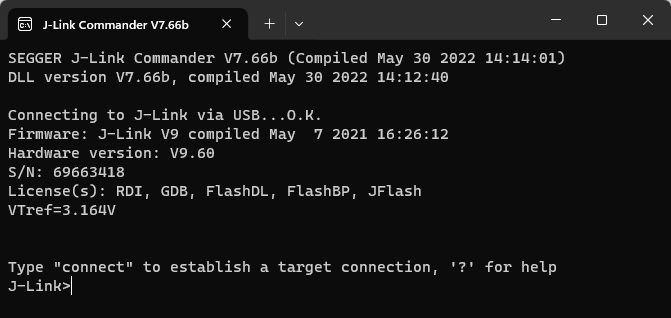 J-Link Commander V7.66b
SEGGER J-Link Commander V7.66b (Compiled May 30 2022 14:14:01)
DLL version V7.66b, compiled May 30 2022 14:12:40
Connecting to J-Link via USB...O.K.
Firmware: J-Link V9 compiled May  7 2021 16:26:12
Hardware version: V9.60
S/N: 69663418
License(s): RDI, GDB, FlashDL, FlashBP, JFlash
VTref=3.164V
Type "connect" to establish a target connection, '?' for help
J-Link>